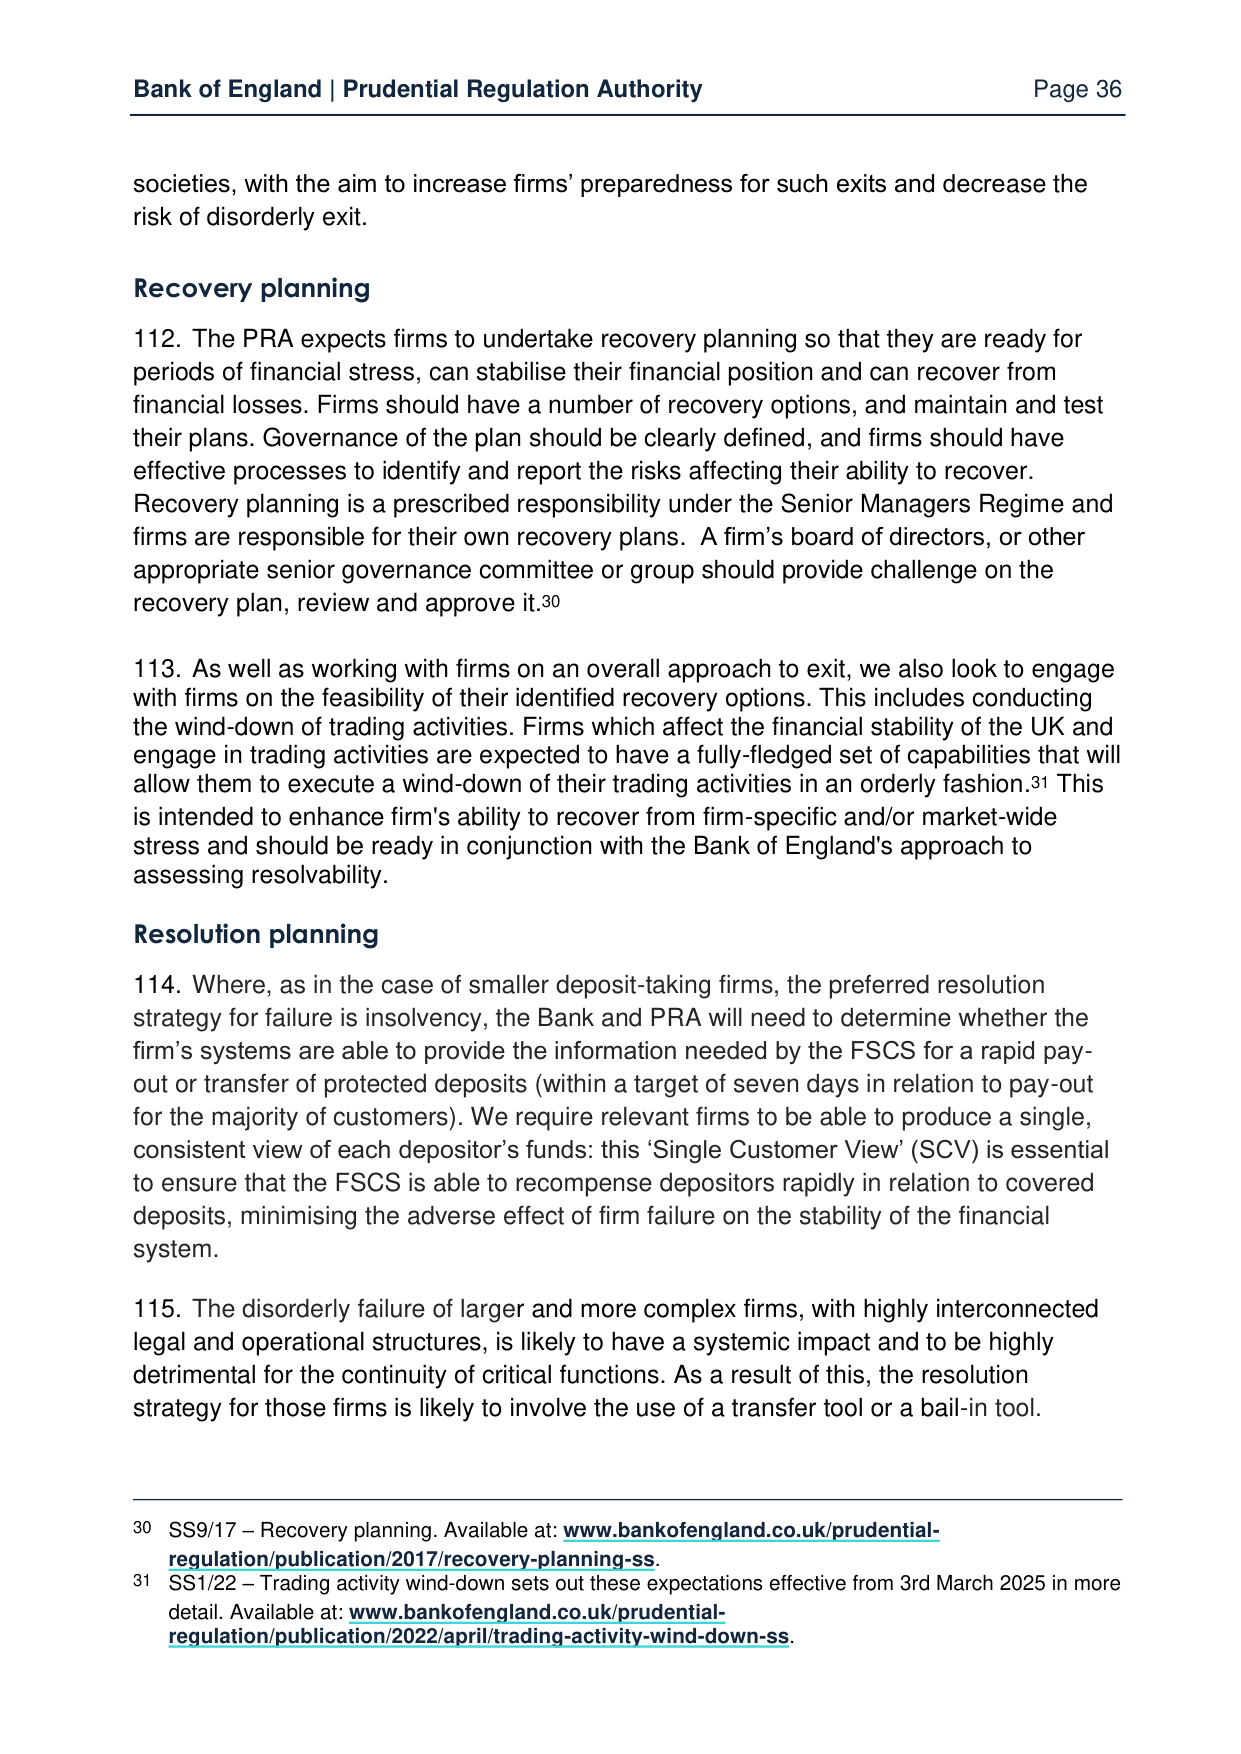 Bank of England | Prudential Regulation Authority Page 36
societies, with the aim to increase firms’ preparedness for such exits and decrease the
risk of disorderly exit.
Recovery planning
112. The PRA expects firms to undertake recovery planning so that they are ready for
periods of financial stress, can stabilise their financial position and can recover from
financial losses. Firms should have a number of recovery options, and maintain and test
their plans. Governance of the plan should be clearly defined, and firms should have
effective processes to identify and report the risks affecting their ability to recover.
Recovery planning is a prescribed responsibility under the Senior Managers Regime and
firms are responsible for their own recovery plans.  A firm’s board of directors, or other
appropriate senior governance committee or group should provide challenge on the
recovery plan, review and approve it.30
113. As well as working with firms on an overall approach to exit, we also look to engage
with firms on the feasibility of their identified recovery options. This includes conducting
the wind-down of trading activities. Firms which affect the financial stability of the UK and
engage in trading activities are expected to have a fully-fledged set of capabilities that will
allow them to execute a wind-down of their trading activities in an orderly fashion.31 This
is intended to enhance firm's ability to recover from firm-specific and/or market-wide
stress and should be ready in conjunction with the Bank of England's approach to
assessing resolvability.
Resolution planning
114. Where, as in the case of smaller deposit-taking firms, the preferred resolution
strategy for failure is insolvency, the Bank and PRA will need to determine whether the
firm’s systems are able to provide the information needed by the FSCS for a rapid pay-
out or transfer of protected deposits (within a target of seven days in relation to pay-out
for the majority of customers). We require relevant firms to be able to produce a single,
consistent view of each depositor’s funds: this ‘Single Customer View’ (SCV) is essential
to ensure that the FSCS is able to recompense depositors rapidly in relation to covered
deposits, minimising the adverse effect of firm failure on the stability of the financial
system.
115. The disorderly failure of larger and more complex firms, with highly interconnected
legal and operational structures, is likely to have a systemic impact and to be highly
detrimental for the continuity of critical functions. As a result of this, the resolution
strategy for those firms is likely to involve the use of a transfer tool or a bail-in tool.
30 SS9/17 – Recovery planning. Available at: www.bankofengland.co.uk/prudential-
regulation/publication/2017/recovery-planning-ss.
31 SS1/22 – Trading activity wind-down sets out these expectations effective from 3rd March 2025 in more
detail. Available at: www.bankofengland.co.uk/prudential-
regulation/publication/2022/april/trading-activity-wind-down-ss.